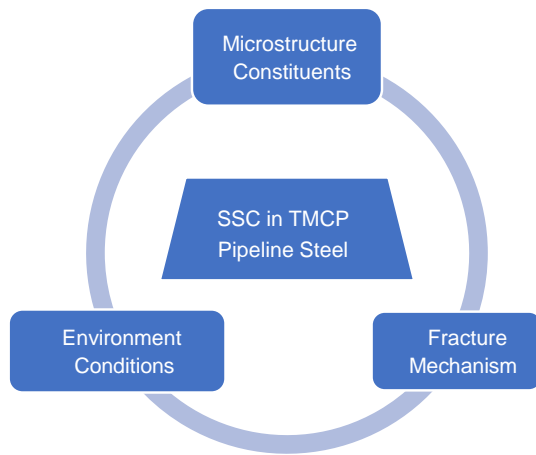 Microstructure
Constituents
SSC in TMCP
Pipeline Steel
Environment
Conditions
Fracture
Mechanism